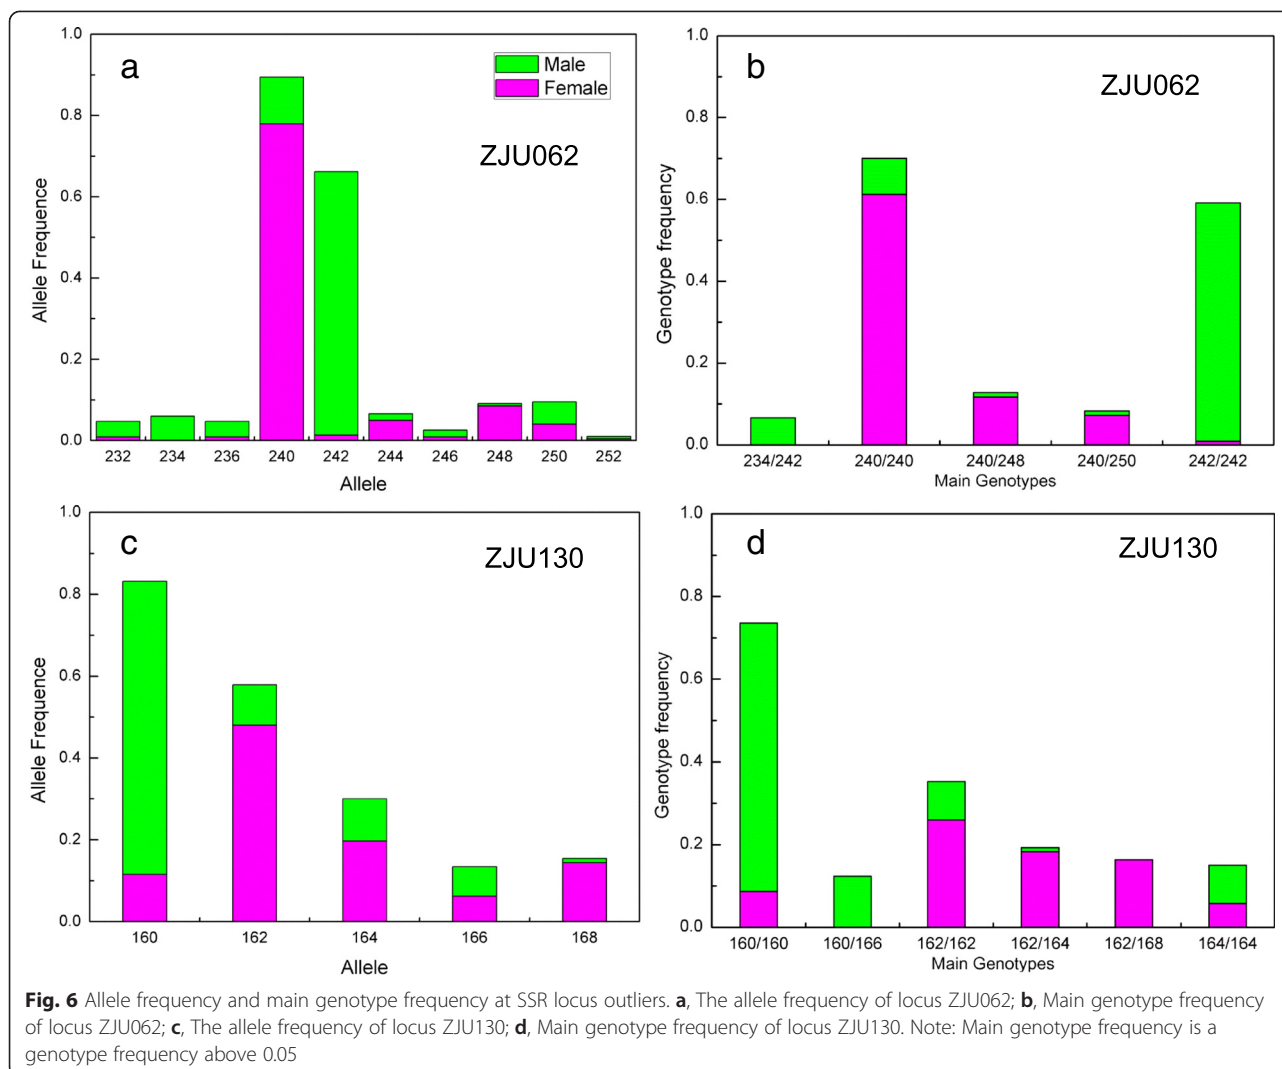 a
Male
Female
ZJU062
Allele Frequence
1.0
0.8
0.6
0.4
0.2
0.0
232 234 236 240 242 244 246 248 250 252
Allele
b
ZJU062
Genotype frequency
1.0
0.8
0.6
0.4
0.2
0.0
234/242 240/240 240/248 240/250 242/242
Main Genotypes
c
ZJU130
Allele Frequence
1.0
0.8
0.6
0.4
0.2
0.0
160 162 164 166 168
Allele
d
ZJU130
Genotype frequency
1.0
0.8
0.6
0.4
0.2
0.0
160/160 160/166 162/162 162/164 162/168 164/164
Main Genotypes
Fig. 6 Allele frequency and main genotype frequency at SSR locus outliers. a, The allele frequency of locus ZJU062; b, Main genotype frequency
of locus ZJU062; c, The allele frequency of locus ZJU130; d, Main genotype frequency of locus ZJU130. Note: Main genotype frequency is a
genotype frequency above 0.05